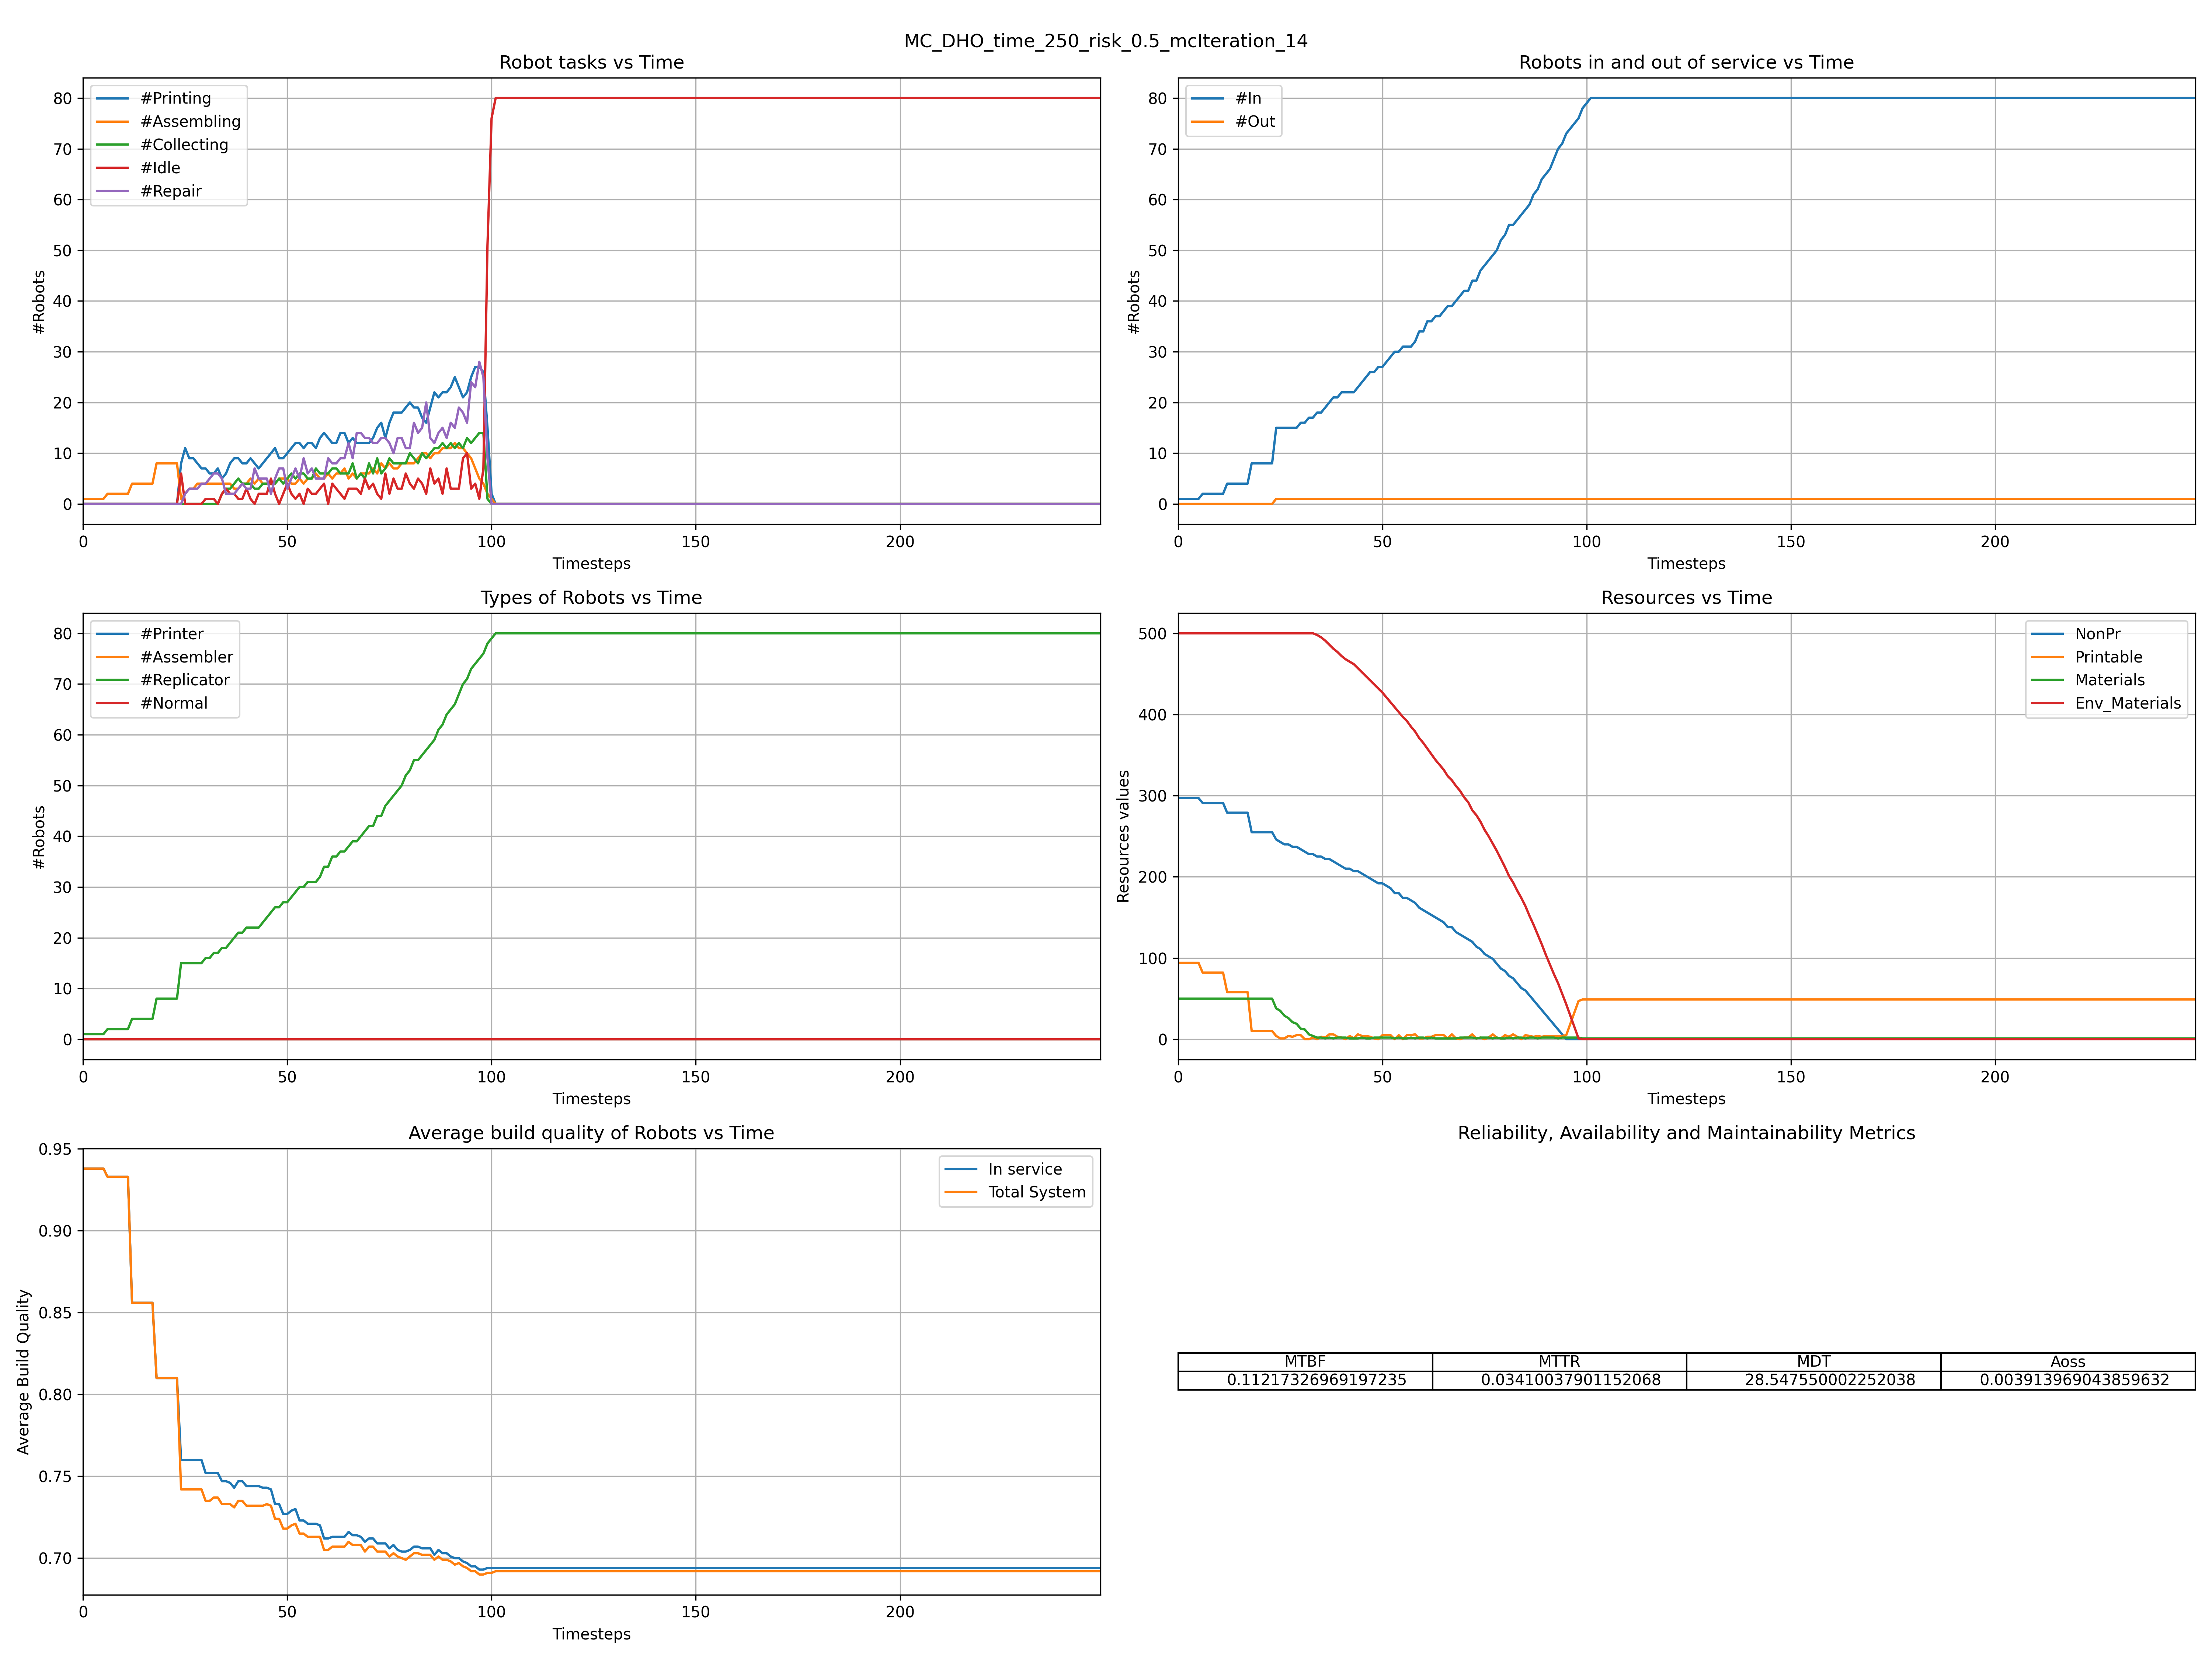 MC_DHO_time_250_risk_0.5_mcIteration_14
Robot tasks vs Time
#Printing
#Assembling
#Collecting
#Idle
#Repair
80
70
60
50
40
30
20
10
0
#Robots
0 50 100 150 200
Timesteps
Robots in and out of service vs Time
#In
#Out
80
70
60
50
40
30
20
10
0
#Robots
0 50 100 150 200
Timesteps
Types of Robots vs Time
#Printer
#Assembler
#Replicator
#Normal
80
70
60
50
40
30
20
10
0
#Robots
0 50 100 150 200
Timesteps
Resources vs Time
NonPr
Printable
Materials
Env_Materials
500
400
300
200
100
0
Resources values
0 50 100 150 200
Timesteps
Average build quality of Robots vs Time
In service
Total System
0.95
0.90
0.85
0.80
0.75
0.70
Average Build Quality
0 50 100 150 200
Timesteps
Reliability, Availability and Maintainability Metrics
MTBF MTTR MDT Aoss
0.11217326969197235 0.03410037901152068 28.547550002252038 0.003913969043859632